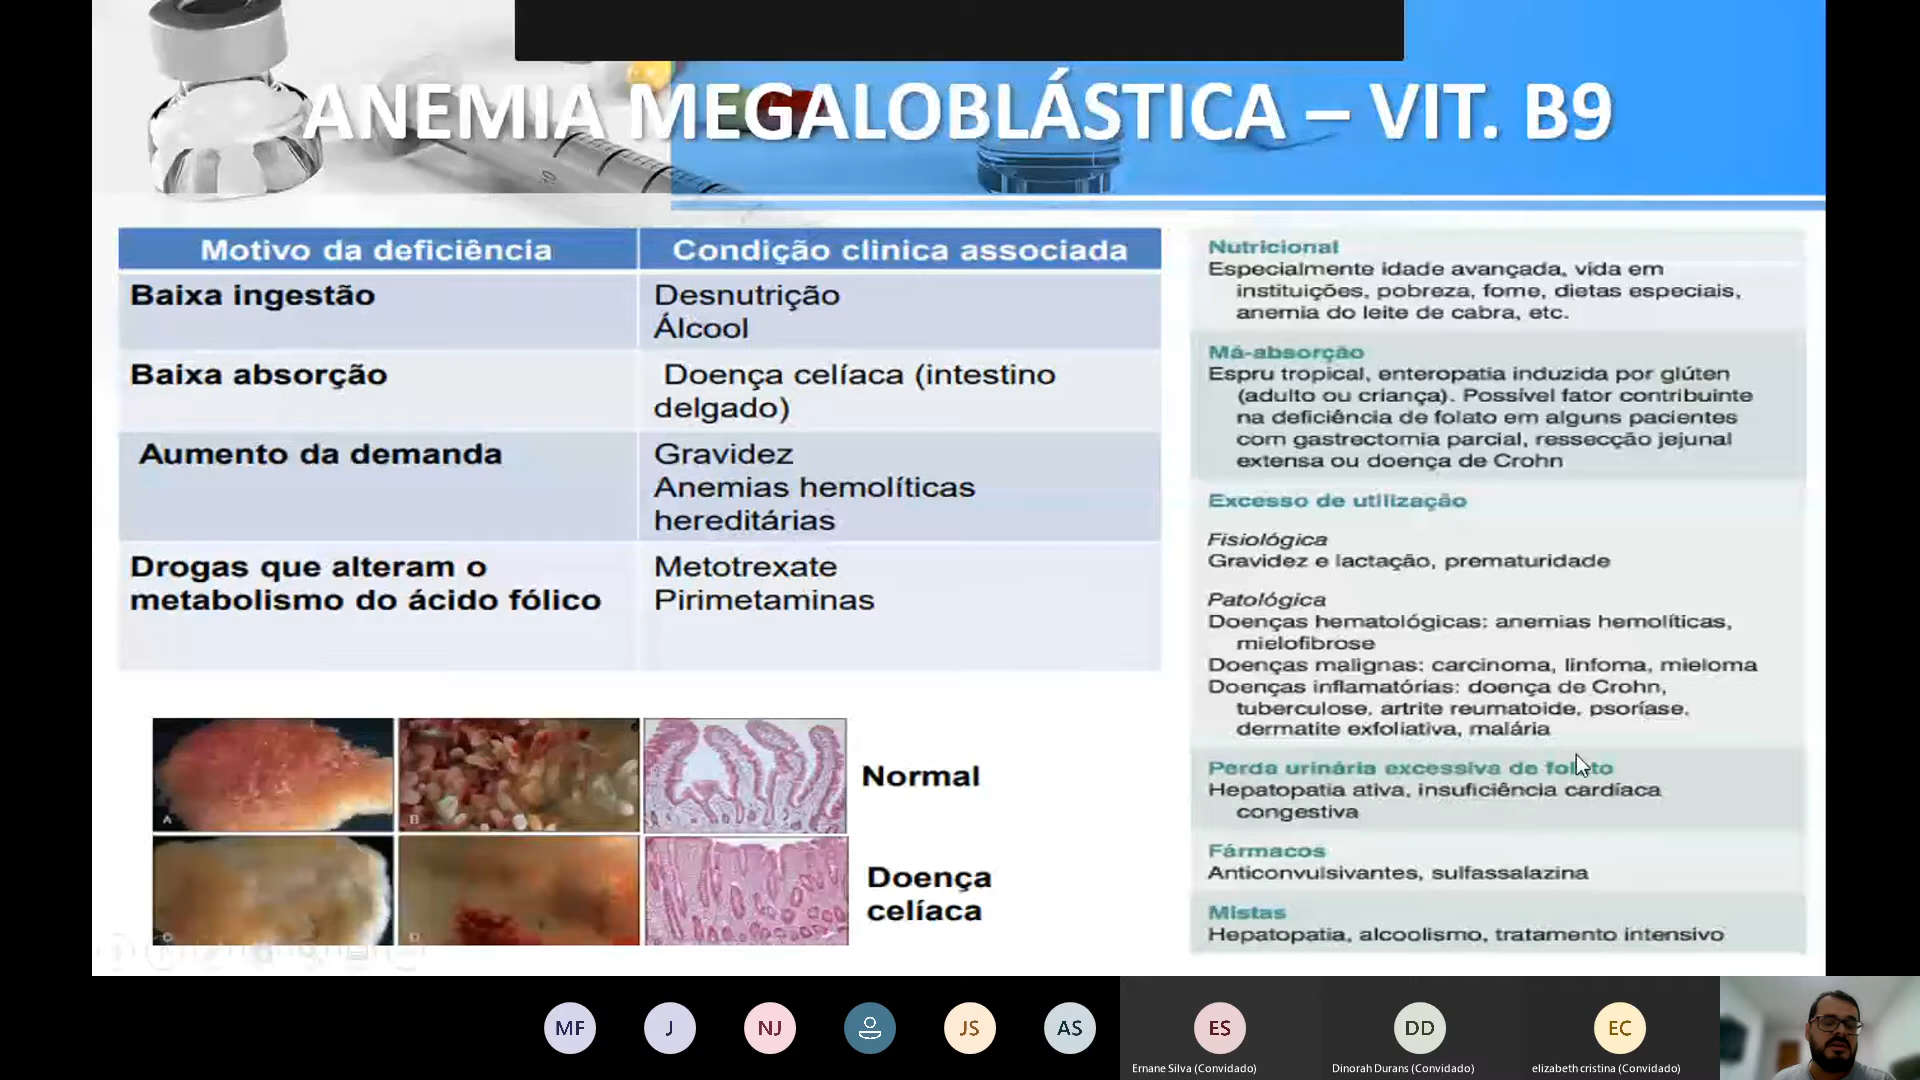 ANEMIA MEGALOBLÁSTICA – VIT. B9
Motivo da deficiência
Condição clinica associada
Baixa ingestão
Desnutrição
Álcool
Baixa absorção
Doença celíaca (intestino
delgado)
Aumento da demanda
Gravidez
Anemias hemolíticas
hereditárias
Drogas que alteram o
metabolismo do ácido fólico
Metotrexate
Pirimetaminas
A
B
Normal
Doença
celíaca
Nutricional
Especialmente idade avançada, vida em
instituições, pobreza, fome, dietas especiais,
anemia do leite de cabra, etc.
Má-absorção
Espru tropical, enteropatia induzida por glúten
(adulto ou criança). Possível fator contribuinte
na deficiência de folato em alguns pacientes
com gastrectomia parcial, ressecção jejunal
extensa ou doença de Crohn
Excesso de utilização
Fisiológica
Gravidez e lactação, prematuridade
Patológica
Doenças hematológicas: anemias hemolíticas,
mielofibrose
Doenças malignas: carcinoma, linfoma, mieloma
Doenças inflamatórias: doença de Crohn,
tuberculose, artrite reumatoide, psoríase,
dermatite exfoliativa, malária
Perda urinária excessiva de folato
Hepatopatia ativa, insuficiência cardíaca
congestiva
Fármacos
Anticonvulsivantes, sulfassalazina
Mistas
Hepatopatia, alcoolismo, tratamento intensivo
MF
J
NJ
JS
AS
ES
DD
EC
Ernane Silva (Convidado)
Dinorah Durans (Convidado)
elizabeth cristina (Convidado)